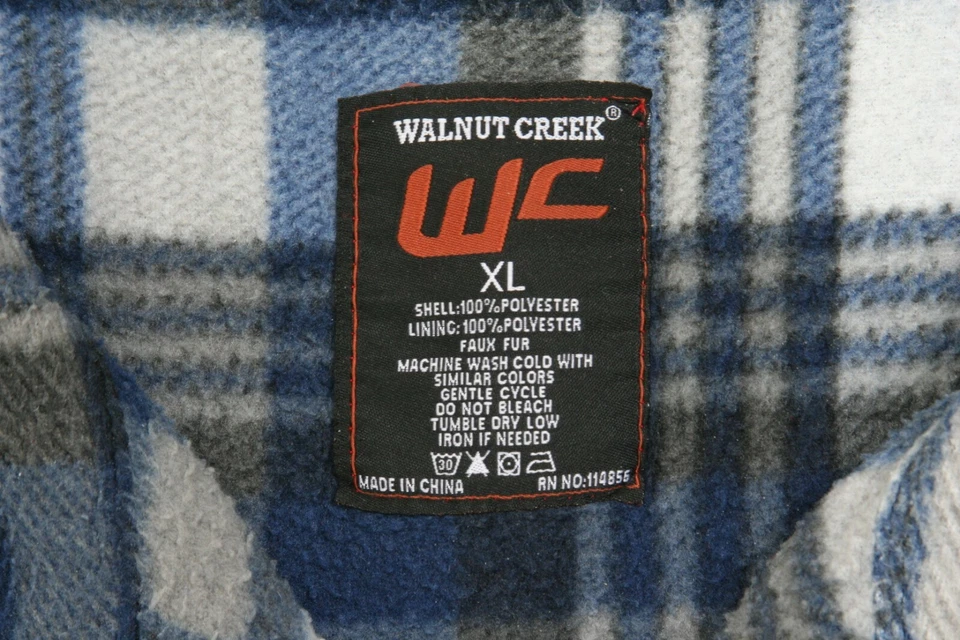 WALNUT CREEK®
WC
XL
SHELL:100%POLYESTER
LINING:100%POLYESTER
FAUX FUR
MACHINE WASH COLD WITH
SIMILAR COLORS
GENTLE CYCLE
DO NOT BLEACH
TUMBLE DRY LOW
IRON IF NEEDED
30
MADE IN CHINA RN NO:114856